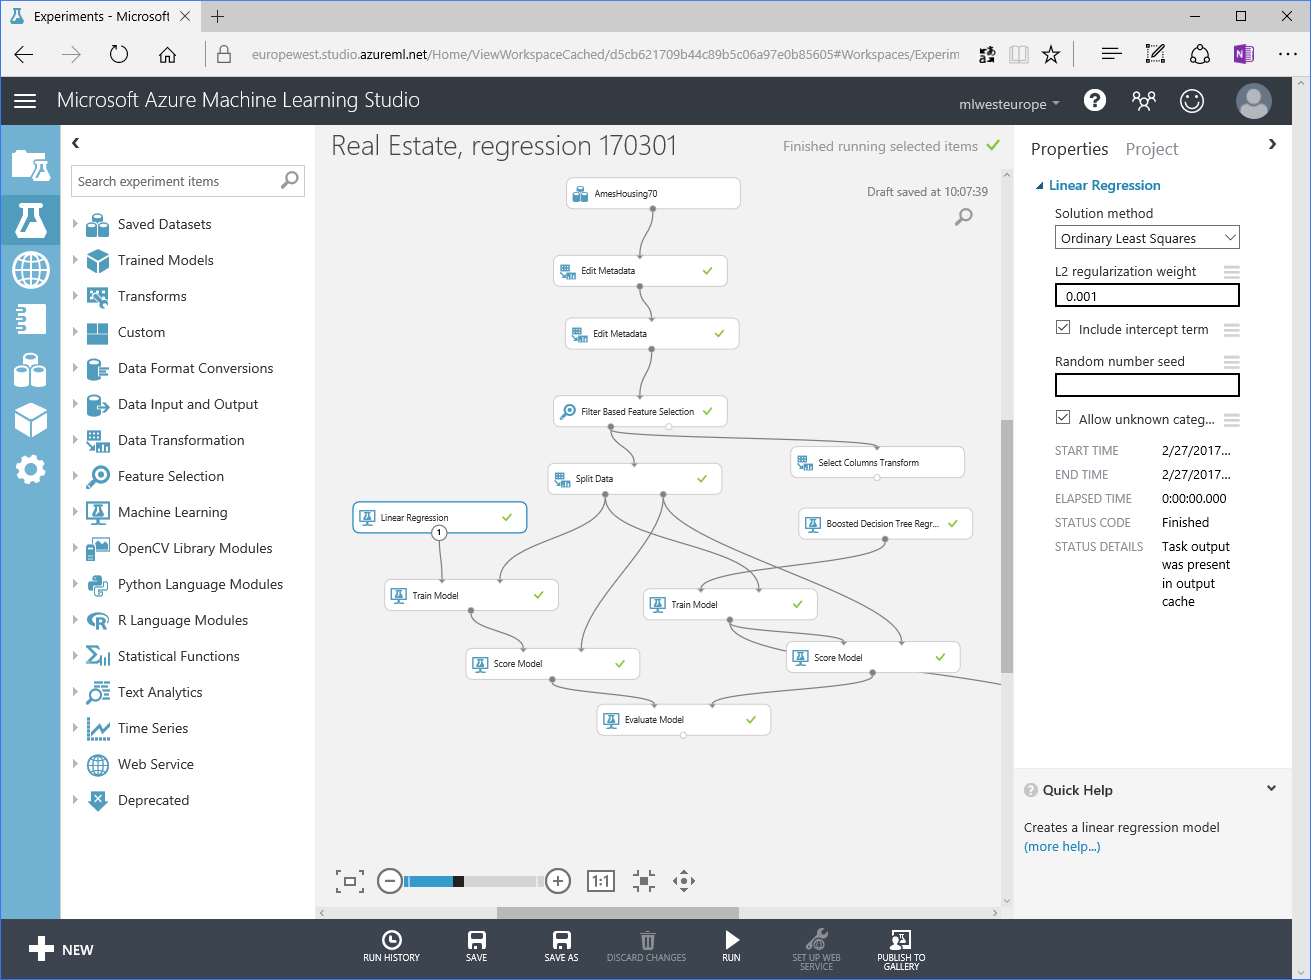 Experiments - Microsoft
europewest.studio.azureml.net/Home/ViewWorkspaceCached/d5cb621709b44c89b5c06a97e0b85605#Workspaces/Experim
Microsoft Azure Machine Learning Studio
mlwesteurope
Search experiment items
Saved Datasets
Trained Models
Transforms
Custom
Data Format Conversions
Data Input and Output
Data Transformation
Feature Selection
Machine Learning
OpenCV Library Modules
Python Language Modules
R Language Modules
Statistical Functions
Text Analytics
Time Series
Web Service
Deprecated
Real Estate, regression 170301
Finished running selected items
Draft saved at 10:07:39
AmesHousing70
Edit Metadata
Edit Metadata
Filter Based Feature Selection
Select Columns Transform
Split Data
Linear Regression
1
Boosted Decision Tree Regr...
Train Model
Train Model
Score Model
Score Model
Evaluate Model
1:1
Properties Project
Linear Regression
Solution method
Ordinary Least Squares
L2 regularization weight
0.001
Include intercept term
Random number seed
Allow unknown categ...
START TIME 2/27/2017...
END TIME 2/27/2017...
ELAPSED TIME 0:00:00.000
STATUS CODE Finished
STATUS DETAILS Task output
was present
in output
cache
Quick Help
Creates a linear regression model
(more help...)
NEW
RUN HISTORY
SAVE
SAVE AS
DISCARD CHANGES
RUN
SET UP WEB
SERVICE
PUBLISH TO
GALLERY